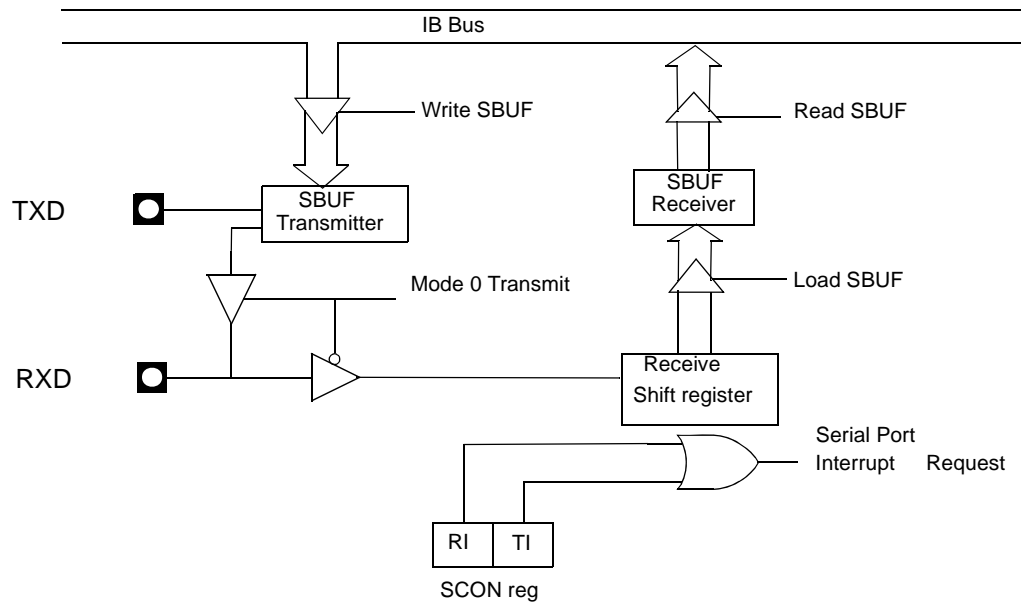 IB Bus
Write SBUF
Read SBUF
TXD
SBUF
Transmitter
SBUF
Receiver
Mode 0 Transmit
Load SBUF
RXD
Receive
Shift register
Serial Port
Interrupt Request
RI TI
SCON reg